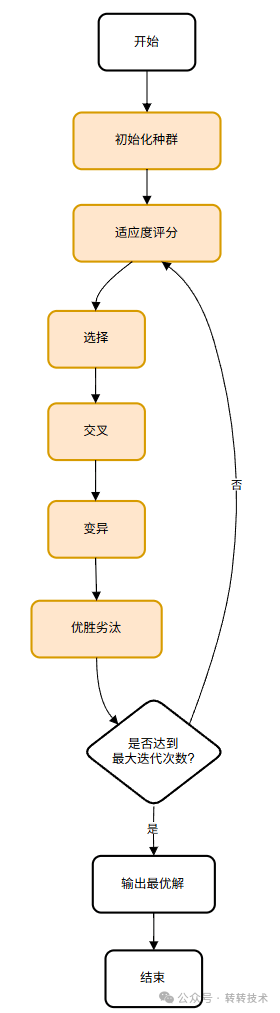 开始
初始化种群
适应度评分
选择
交叉
变异
优胜劣汰
否
是否达到
最大迭代次数?
是
输出最优解
结束
公众号 · 转转技术